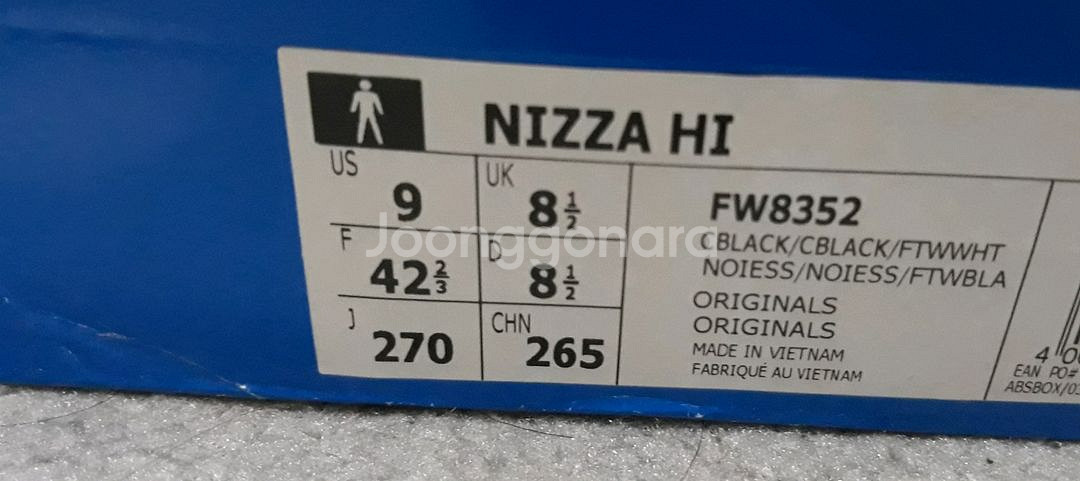 NIZZA HI
US 9 UK 8 1/2
F 42 2/3 D 8 1/2
J 270 CHN 265
FW8352
CBLACK/CBLACK/FTWWHT
NOIESS/NOIESS/FTWBLA
ORIGINALS
ORIGINALS
MADE IN VIETNAM
FABRIQUÉ AU VIETNAM
EAN PO#
Joonggonara